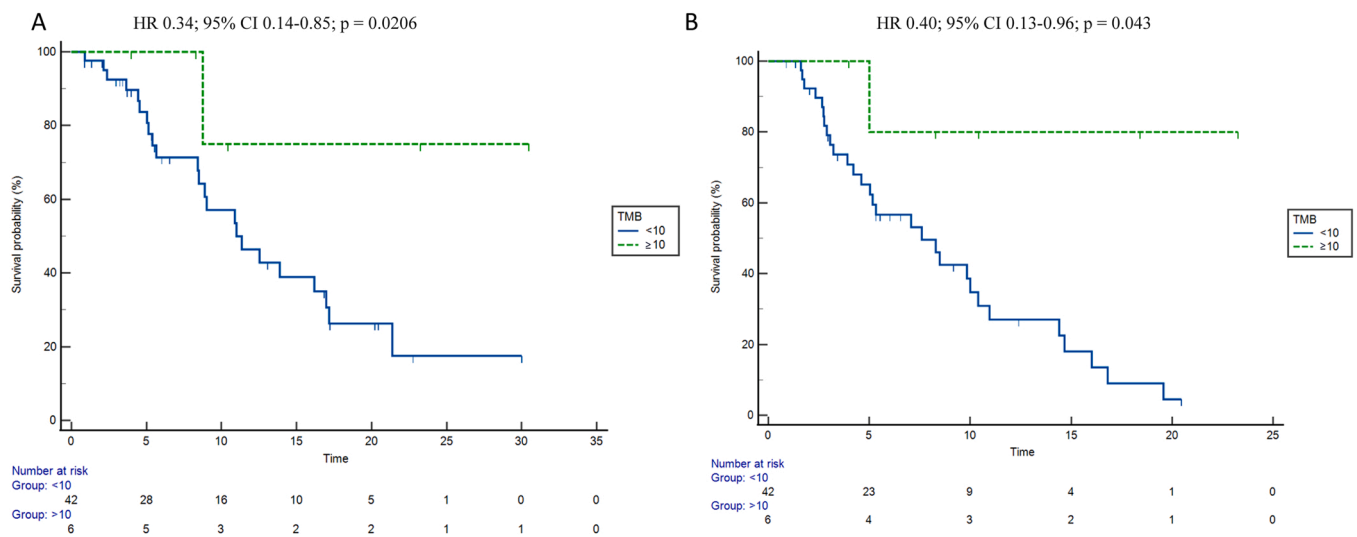 A
HR 0.34; 95% CI 0.14-0.85; p = 0.0206
100
80
60
40
20
0
Survival probability (%)
0 5 10 15 20 25 30 35
Time
TMB
<10
≥10
Number at risk
Group: <10
42 28 16 10 5 1 0 0
Group: >10
6 5 3 2 2 1 1 0
B
HR 0.40; 95% CI 0.13-0.96; p = 0.043
100
80
60
40
20
0
Survival probability (%)
0 5 10 15 20 25
Time
TMB
<10
≥10
Number at risk
Group: <10
42 23 9 4 1 0
Group: >10
6 4 3 2 1 0